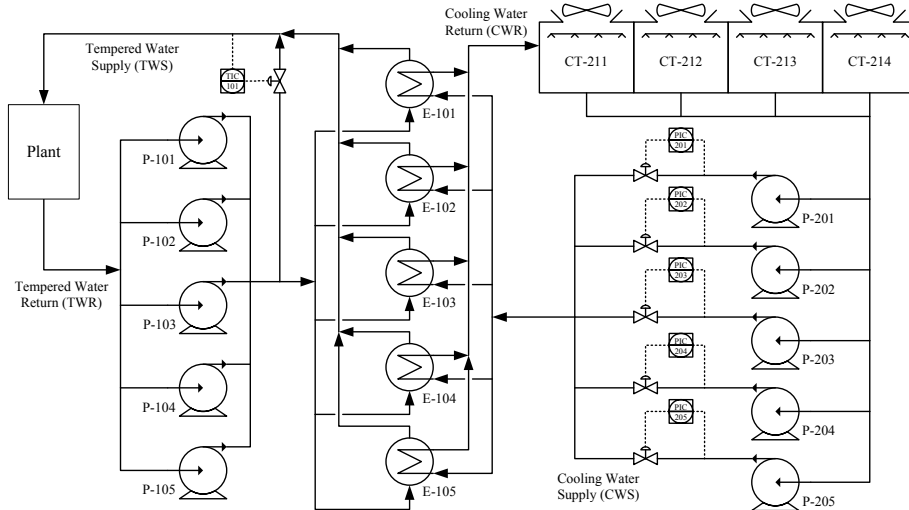 Cooling Water
Return (CWR)
Tempered Water
Supply (TWS)
TIC
101
CT-211
CT-212
CT-213
CT-214
Plant
E-101
E-102
E-103
E-104
E-105
P-101
P-102
P-103
P-104
P-105
Tempered Water
Return (TWR)
PIC
201
PIC
202
PIC
203
PIC
204
PIC
205
P-201
P-202
P-203
P-204
P-205
Cooling Water
Supply (CWS)